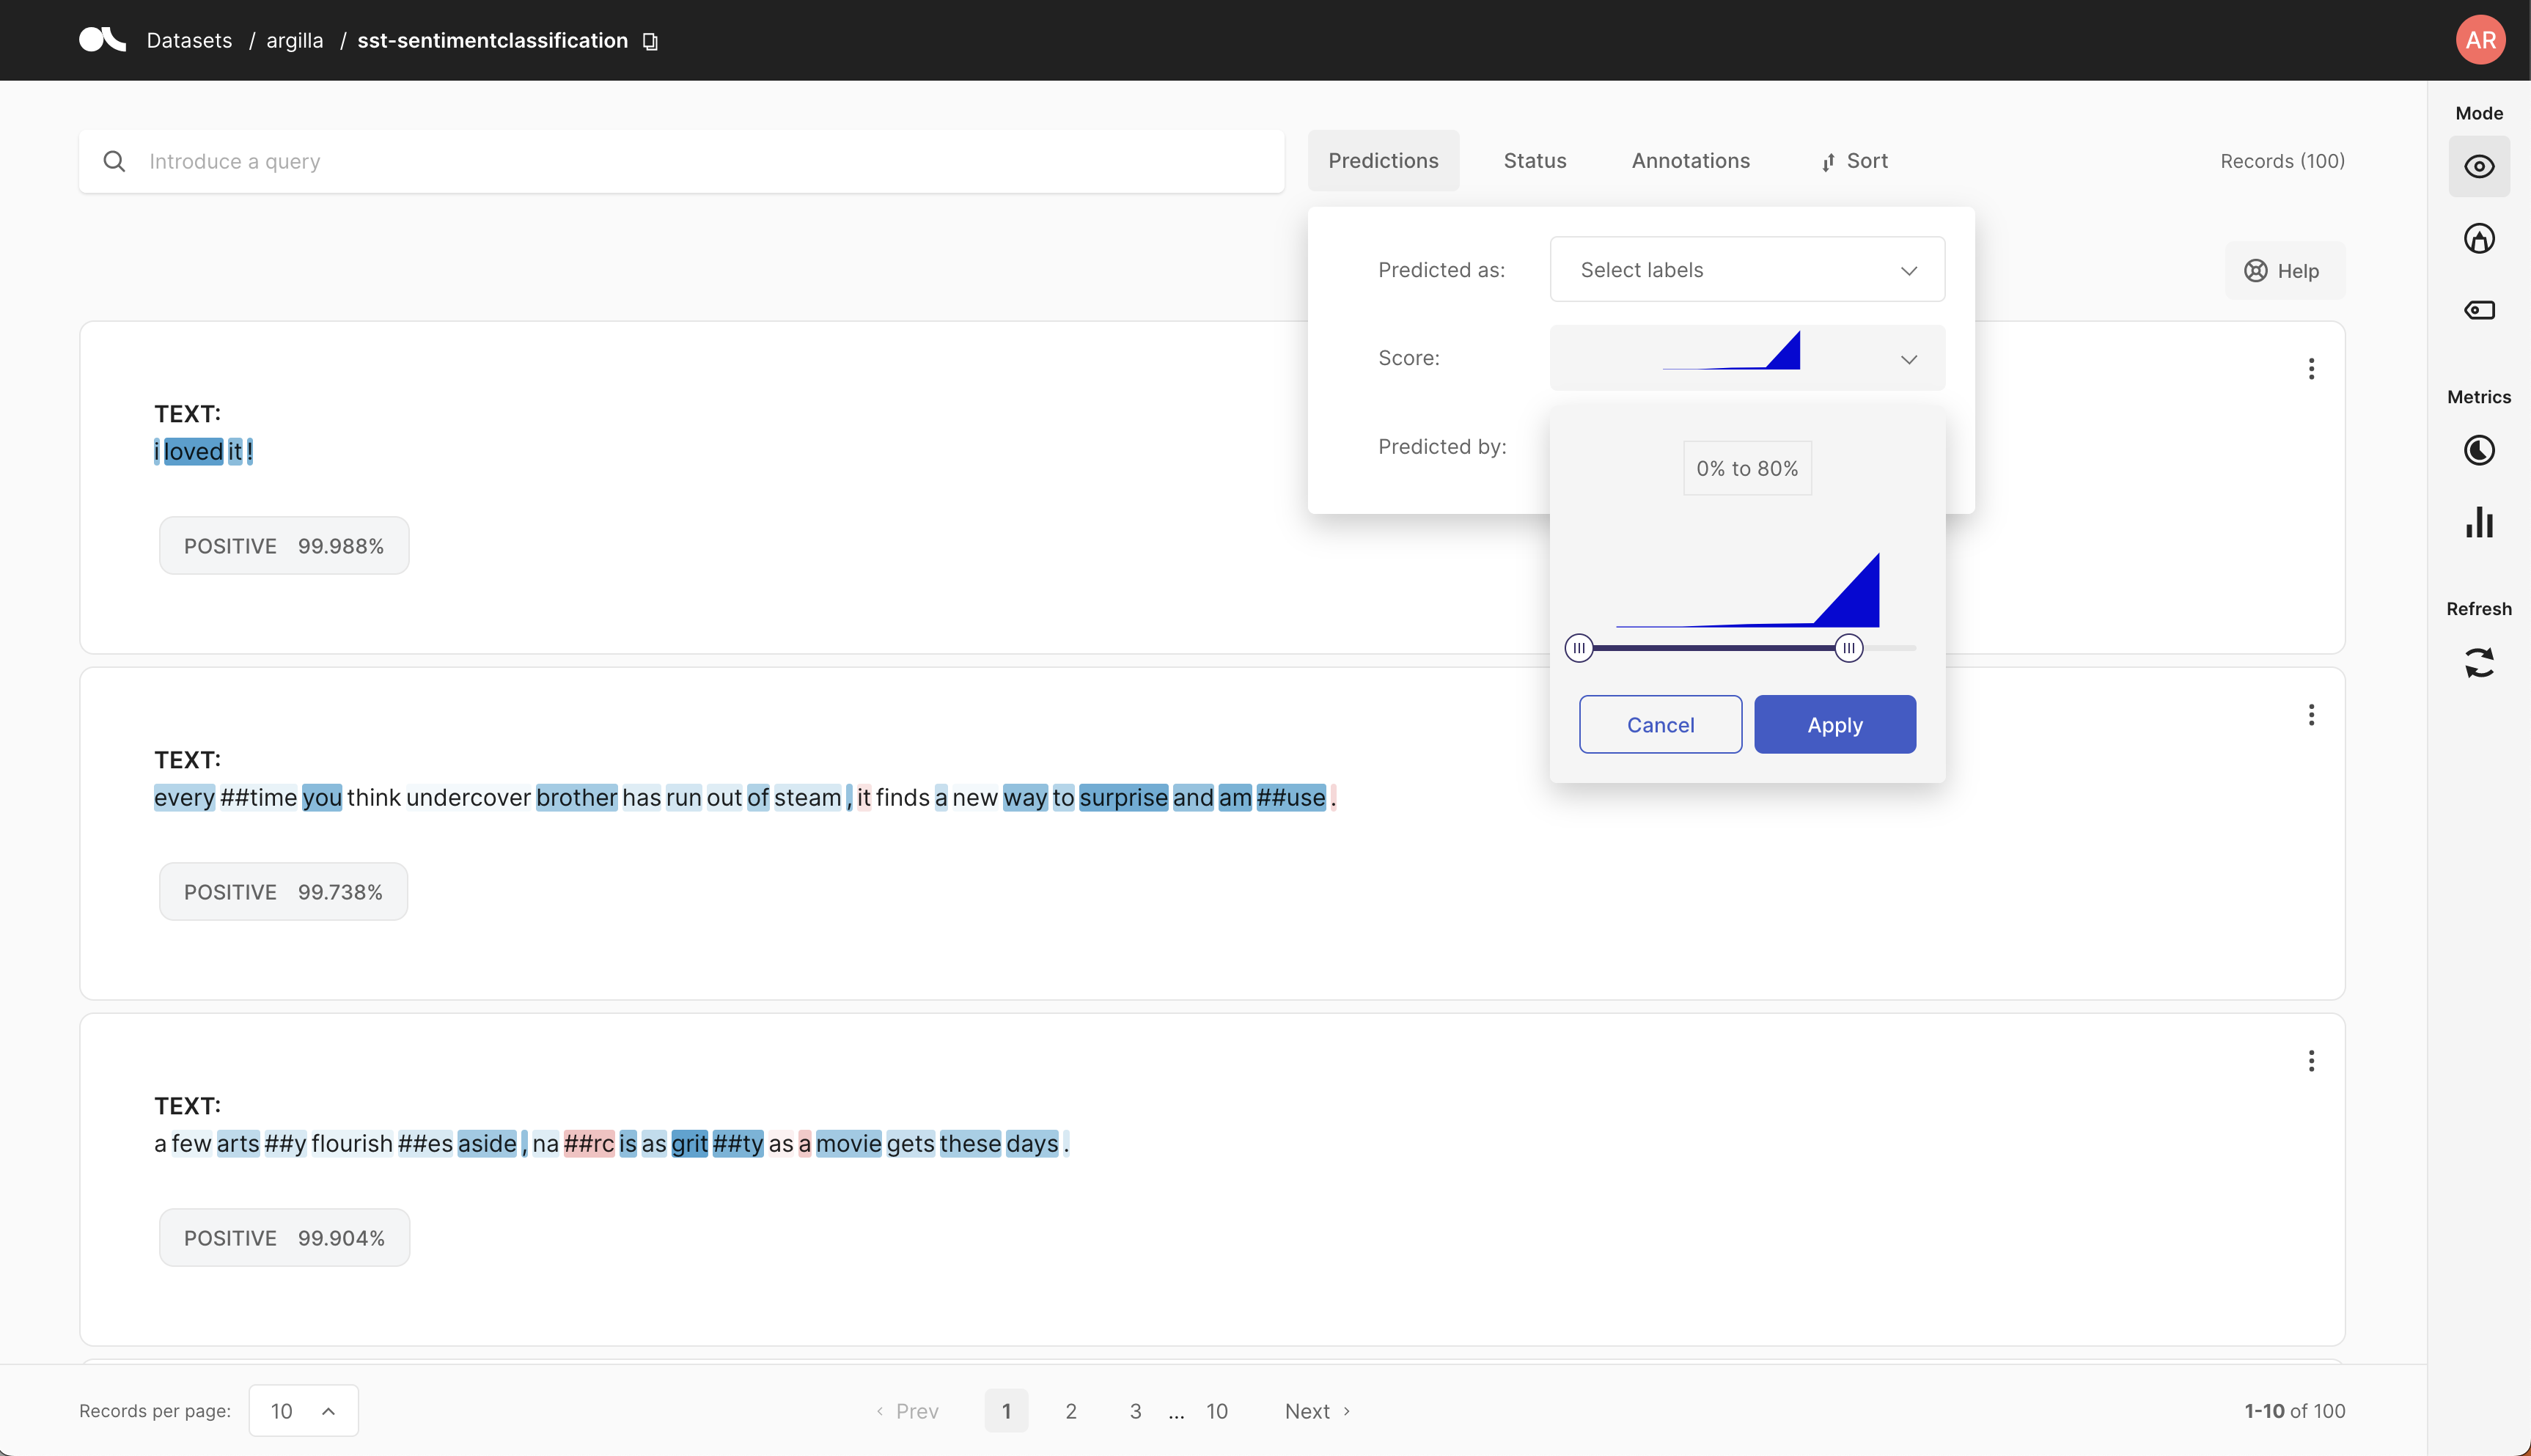 Datasets / argilla / sst-sentimentclassification
AR
Introduce a query
Predictions Status Annotations Sort
Records (100)
Mode
Predicted as: Select labels
Help
Score:
Predicted by:
0% to 80%
Cancel Apply
Metrics
Refresh
TEXT:
i loved it !
POSITIVE 99.988%
TEXT:
every ##time you think undercover brother has run out of steam , it finds a new way to surprise and am ##use .
POSITIVE 99.738%
TEXT:
a few arts ##y flourish ##es aside , na ##rc is as grit ##ty as a movie gets these days .
POSITIVE 99.904%
Records per page: 10
Prev 1 2 3 ... 10 Next
1-10 of 100